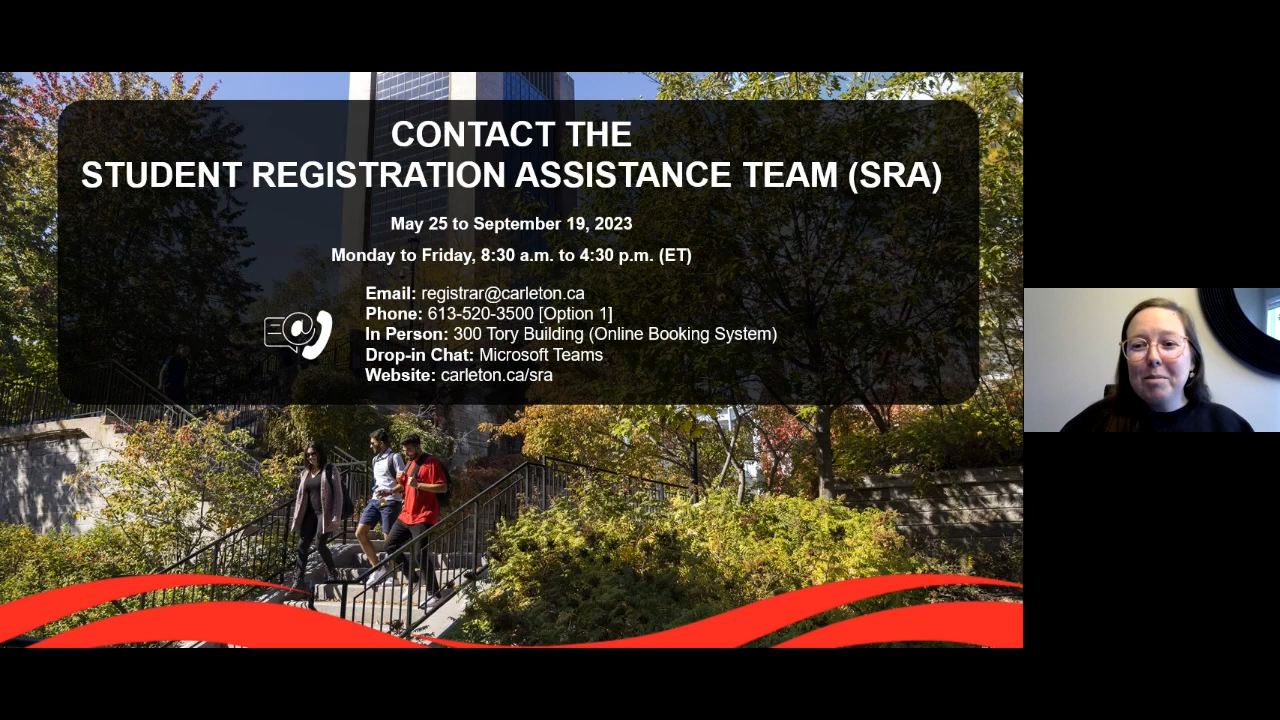 CONTACT THE
STUDENT REGISTRATION ASSISTANCE TEAM (SRA)
May 25 to September 19, 2023
Monday to Friday, 8:30 a.m. to 4:30 p.m. (ET)
Email: registrar@carleton.ca
Phone: 613-520-3500 [Option 1]
In Person: 300 Tory Building (Online Booking System)
Drop-in Chat: Microsoft Teams
Website: carleton.ca/sra